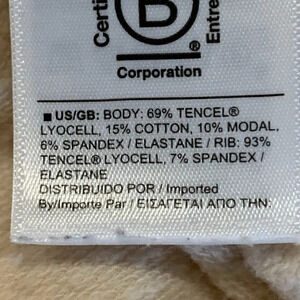 Certi
B
®
Entre
Corporation
■ US/GB: BODY: 69% TENCEL®
LYOCELL, 15% COTTON, 10% MODAL,
6% SPANDEX / ELASTANE / RIB: 93%
TENCEL® LYOCELL, 7% SPANDEX /
ELASTANE
DISTRIBUIDO POR / Imported
By/Importe Par / ΕΙΣΑΓΕΤΑΙ ΑΠΟ ΤΗΝ: